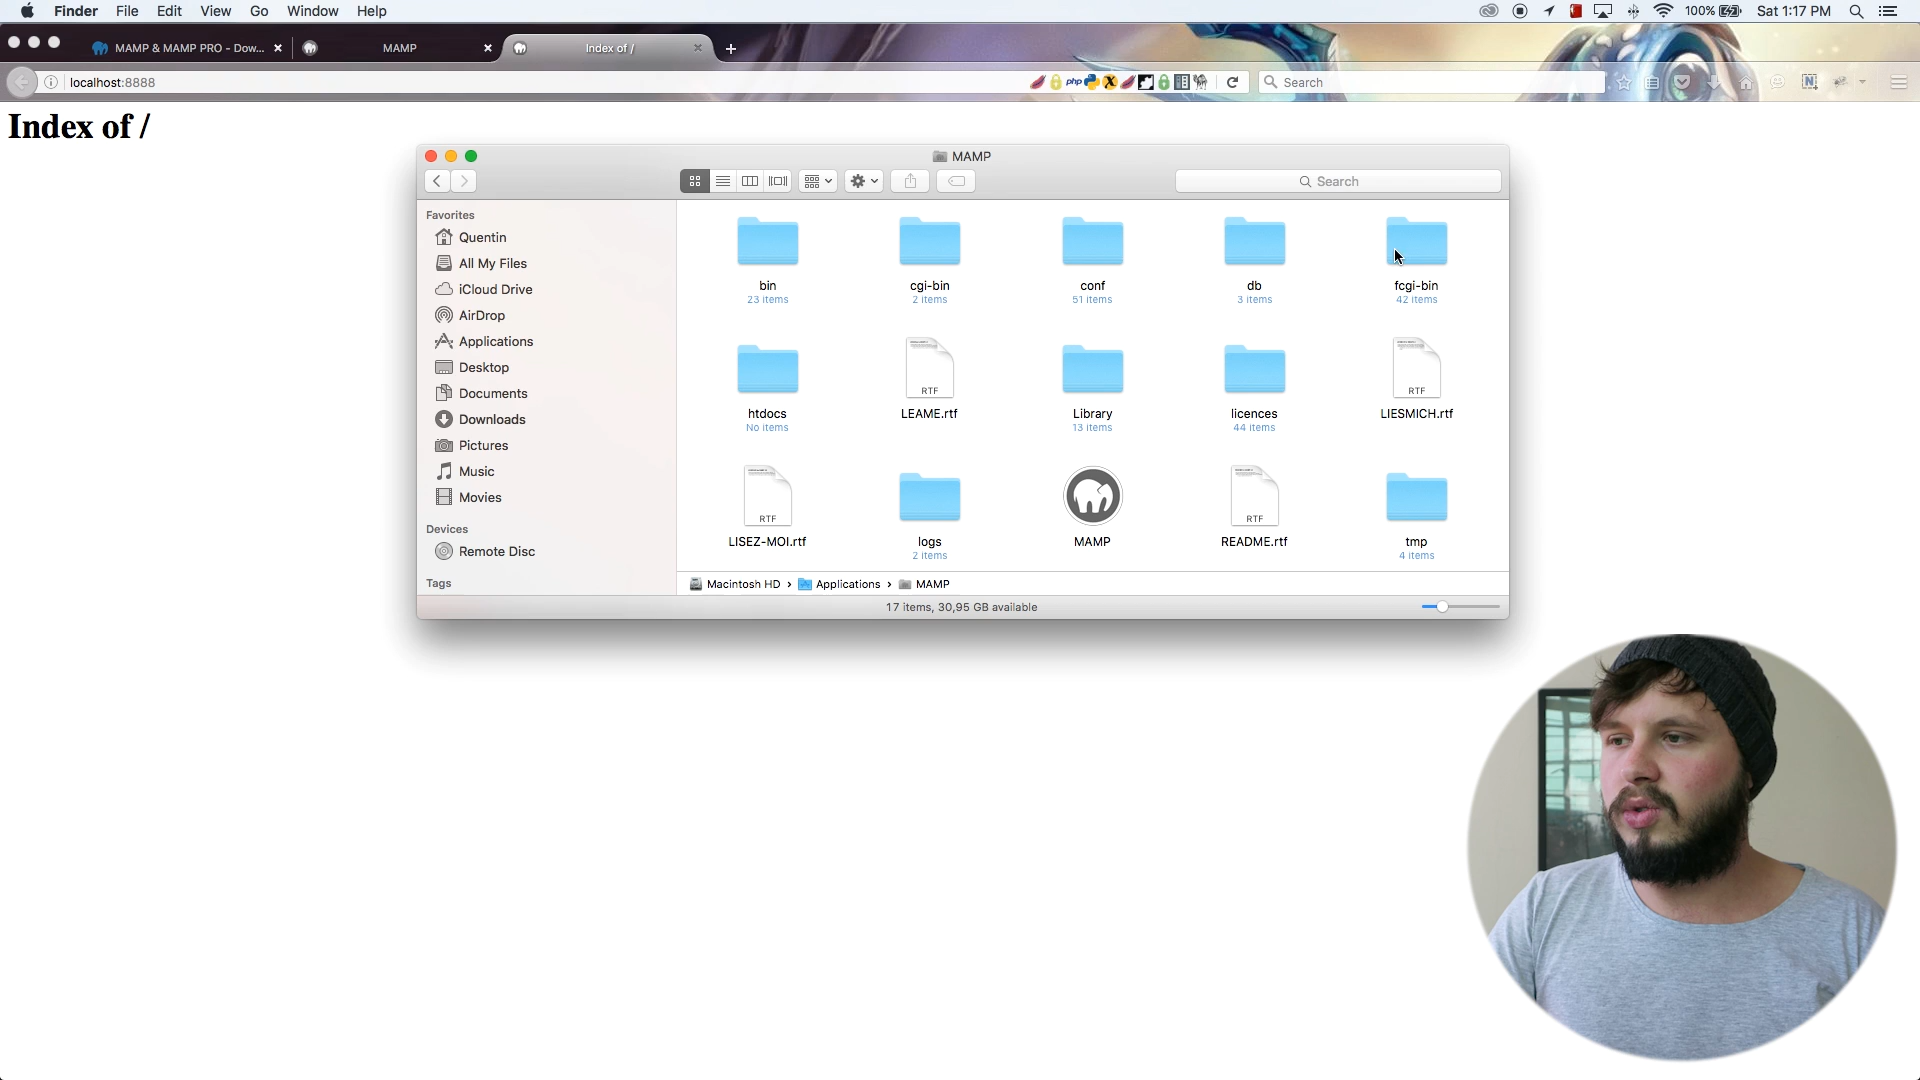 Finder File Edit View Go Window Help 100% Sat 1:17 PM
MAMP & MAMP PRO - Dow... MAMP Index of /
localhost:8888 php Search
Index of /
MAMP
Search
Favorites
Quentin
All My Files
iCloud Drive
AirDrop
Applications
Desktop
Documents
Downloads
Pictures
Music
Movies
Devices
Remote Disc
Tags
bin cgi-bin conf db fcgi-bin
23 items 2 items 51 items 3 items 42 items
RTF RTF
htdocs LEAME.rtf Library licences LIESMICH.rtf
No items 13 items 44 items
RTF RTF
LISEZ-MOI.rtf logs MAMP README.rtf tmp
2 items 4 items
Macintosh HD › Applications › MAMP
17 items, 30,95 GB available